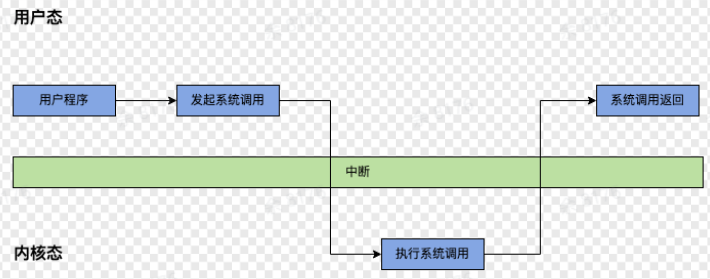 用户态
用户程序
发起系统调用
系统调用返回
中断
内核态
执行系统调用